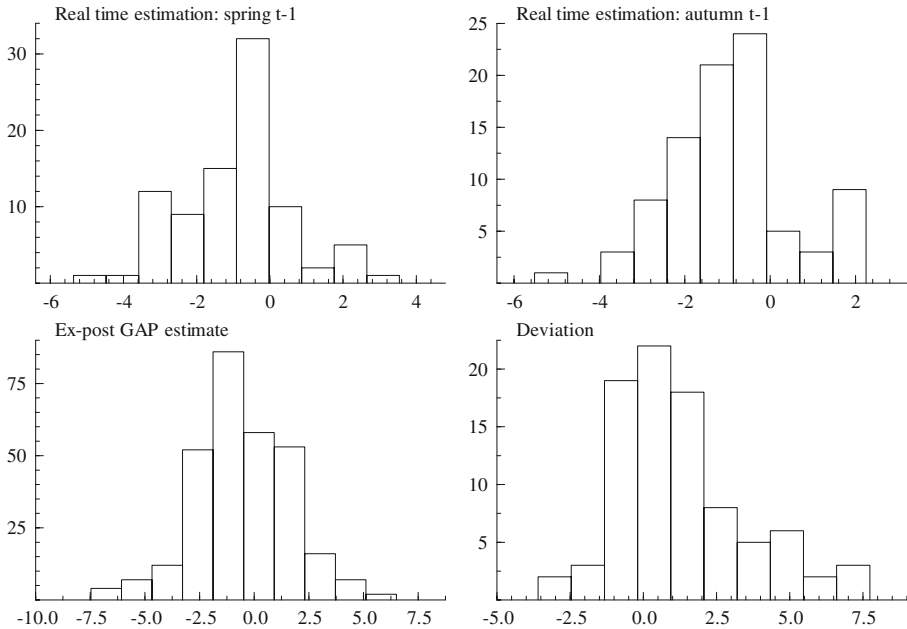 Real time estimation: spring t-1
30
20
10
-6 -4 -2 0 2 4
Real time estimation: autumn t-1
25
20
15
10
5
-6 -4 -2 0 2
Ex-post GAP estimate
75
50
25
-10.0 -7.5 -5.0 -2.5 0.0 2.5 5.0 7.5
Deviation
20
15
10
5
-5.0 -2.5 0.0 2.5 5.0 7.5